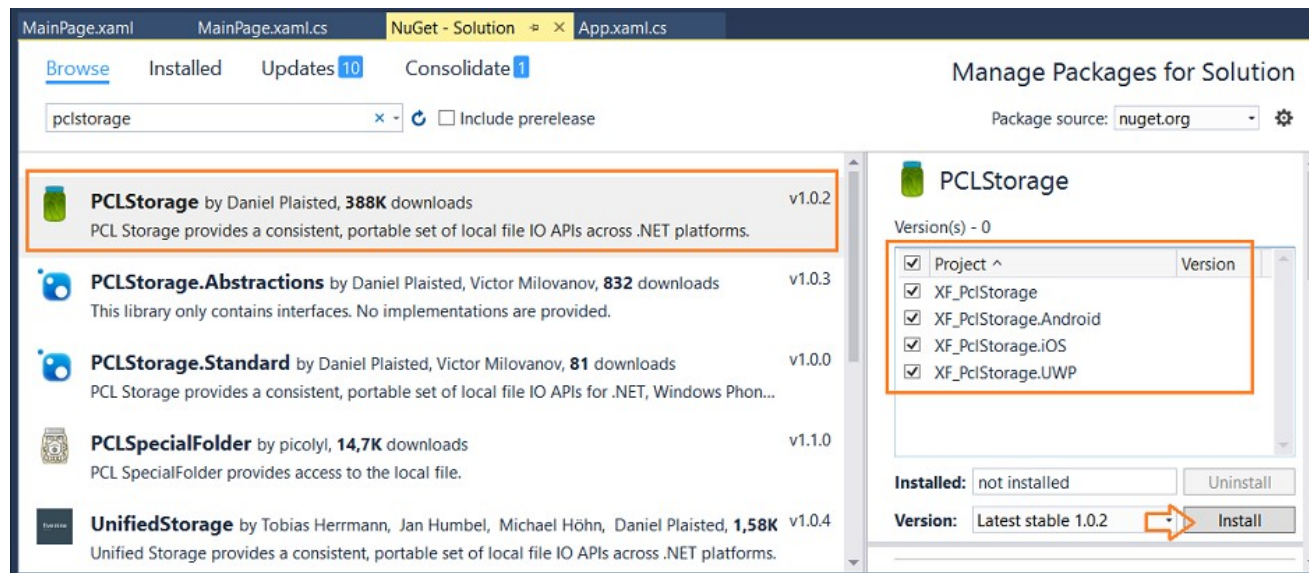 MainPage.xaml MainPage.xaml.cs NuGet - Solution App.xaml.cs
Browse Installed Updates 10 Consolidate 1
Manage Packages for Solution
pclstorage Include prerelease
Package source: nuget.org
PCLStorage by Daniel Plaisted, 388K downloads v1.0.2
PCL Storage provides a consistent, portable set of local file IO APIs across .NET platforms.
PCLStorage.Abstractions by Daniel Plaisted, Victor Milovanov, 832 downloads v1.0.3
This library only contains interfaces. No implementations are provided.
PCLStorage.Standard by Daniel Plaisted, Victor Milovanov, 81 downloads v1.0.0
PCL Storage provides a consistent, portable set of local file IO APIs for .NET, Windows Phon...
PCLSpecialFolder by picolyl, 14,7K downloads v1.1.0
PCL SpecialFolder provides access to the local file.
UnifiedStorage by Tobias Herrmann, Jan Humbel, Michael Höhn, Daniel Plaisted, 1,58K v1.0.4
Unified Storage provides a consistent, portable set of local file IO APIs across .NET platforms.
PCLStorage
Version(s) - 0
Project Version
XF_PclStorage
XF_PclStorage.Android
XF_PclStorage.iOS
XF_PclStorage.UWP
Installed: not installed Uninstall
Version: Latest stable 1.0.2 Install